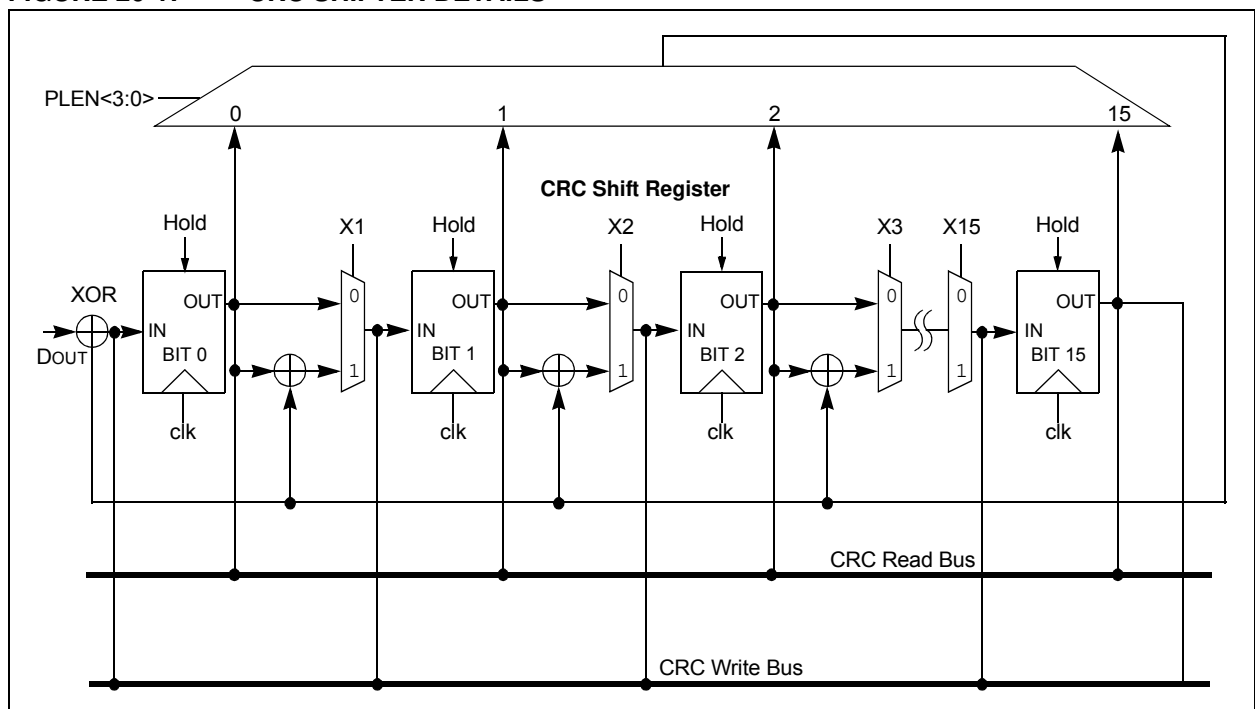 PLEN<3:0>
0 1 2 15
CRC Shift Register
Hold X1 Hold X2 Hold X3 X15 Hold
XOR
OUT 0 OUT 0 OUT 0 0 OUT
DOUT IN IN IN IN
BIT 0 1 BIT 1 1 BIT 2 1 1 BIT 15
clk clk clk clk
CRC Read Bus
CRC Write Bus